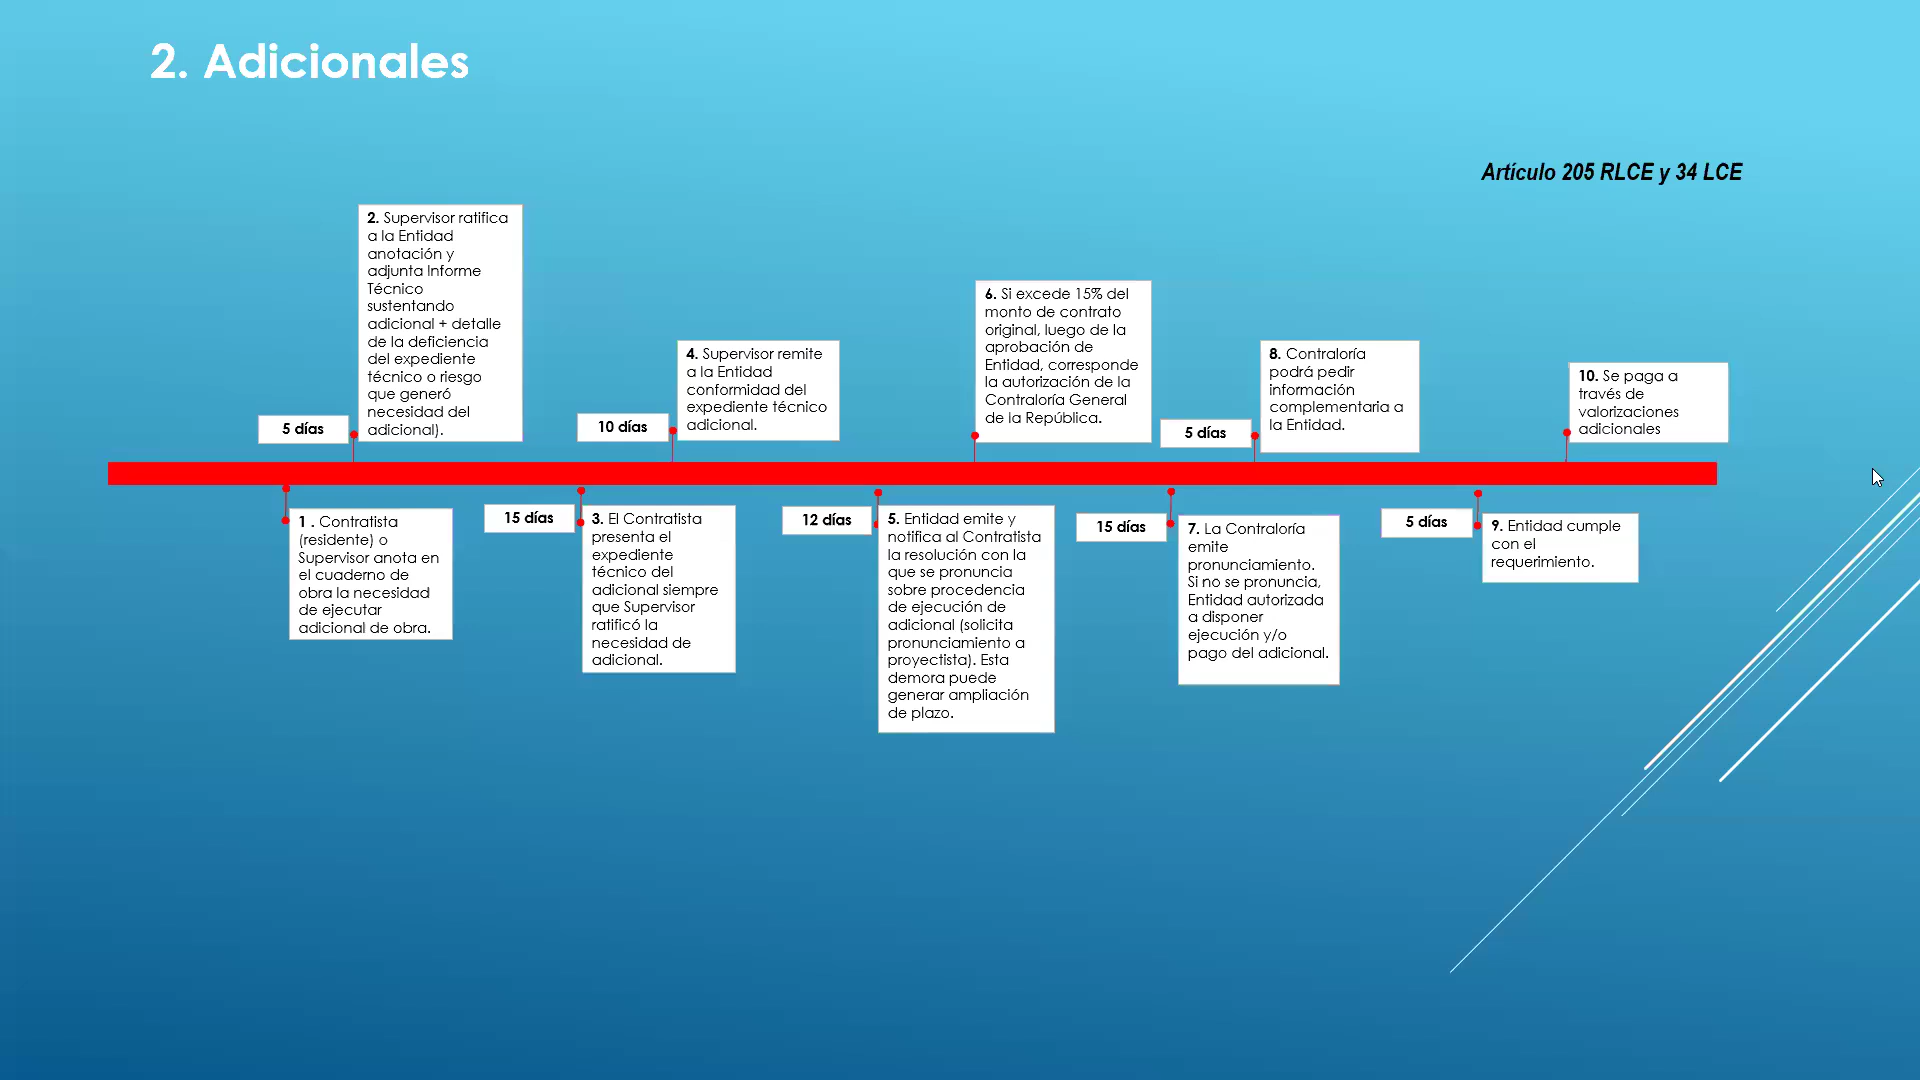 2. Adicionales
Artículo 205 RLCE y 34 LCE
5 días
2. Supervisor ratifica
a la Entidad
anotación y
adjunta Informe
Técnico
sustentando
adicional + detalle
de la deficiencia
del expediente
técnico o riesgo
que generó
necesidad del
adicional).
10 días
4. Supervisor remite
a la Entidad
conformidad del
expediente técnico
adicional.
6. Si excede 15% del
monto de contrato
original, luego de la
aprobación de
Entidad, corresponde
la autorización de la
Contraloría General
de la República.
5 días
8. Contraloría
podrá pedir
información
complementaria a
la Entidad.
10. Se paga a
través de
valorizaciones
adicionales
1 . Contratista
(residente) o
Supervisor anota en
el cuaderno de
obra la necesidad
de ejecutar
adicional de obra.
15 días
3. El Contratista
presenta el
expediente
técnico del
adicional siempre
que Supervisor
ratificó la
necesidad de
adicional.
12 días
5. Entidad emite y
notifica al Contratista
la resolución con la
que se pronuncia
sobre procedencia
de ejecución de
adicional (solicita
pronunciamiento a
proyectista). Esta
demora puede
generar ampliación
de plazo.
15 días
7. La Contraloría
emite
pronunciamiento.
Si no se pronuncia,
Entidad autorizada
a disponer
ejecución y/o
pago del adicional.
5 días
9. Entidad cumple
con el
requerimiento.